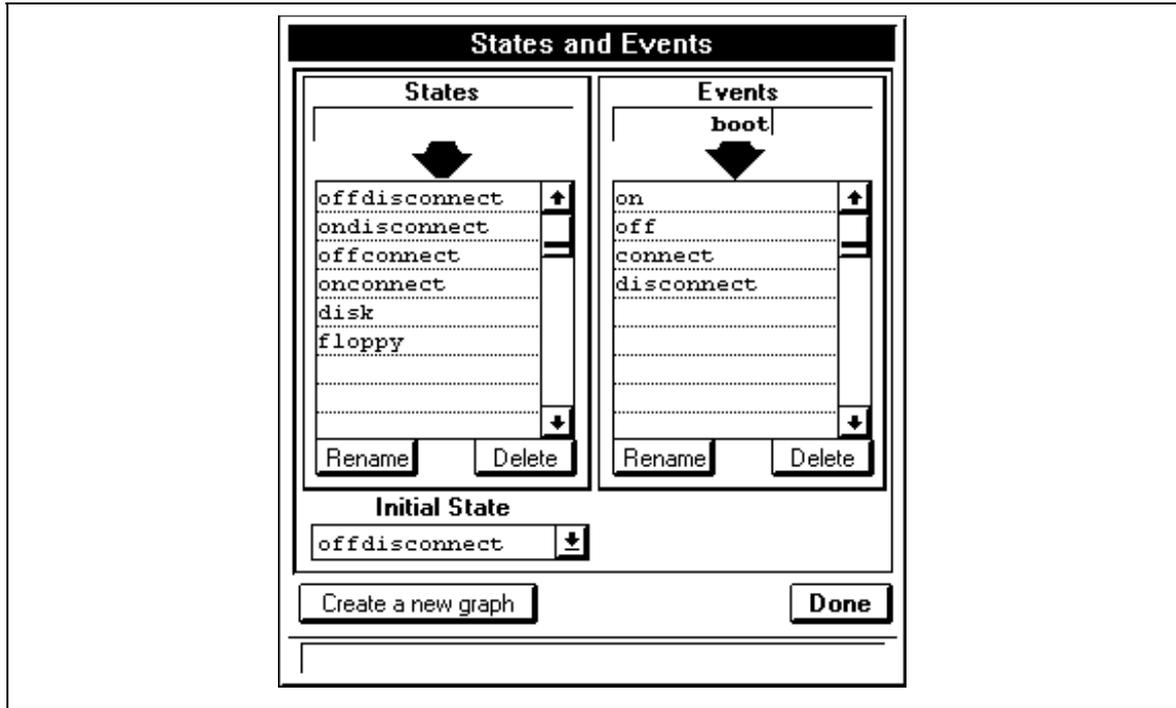 States and Events
States
offdisconnect
ondisconnect
offconnect
onconnect
disk
floppy
Rename
Delete
Events
boot
on
off
connect
disconnect
Rename
Delete
Initial State
offdisconnect
Create a new graph
Done